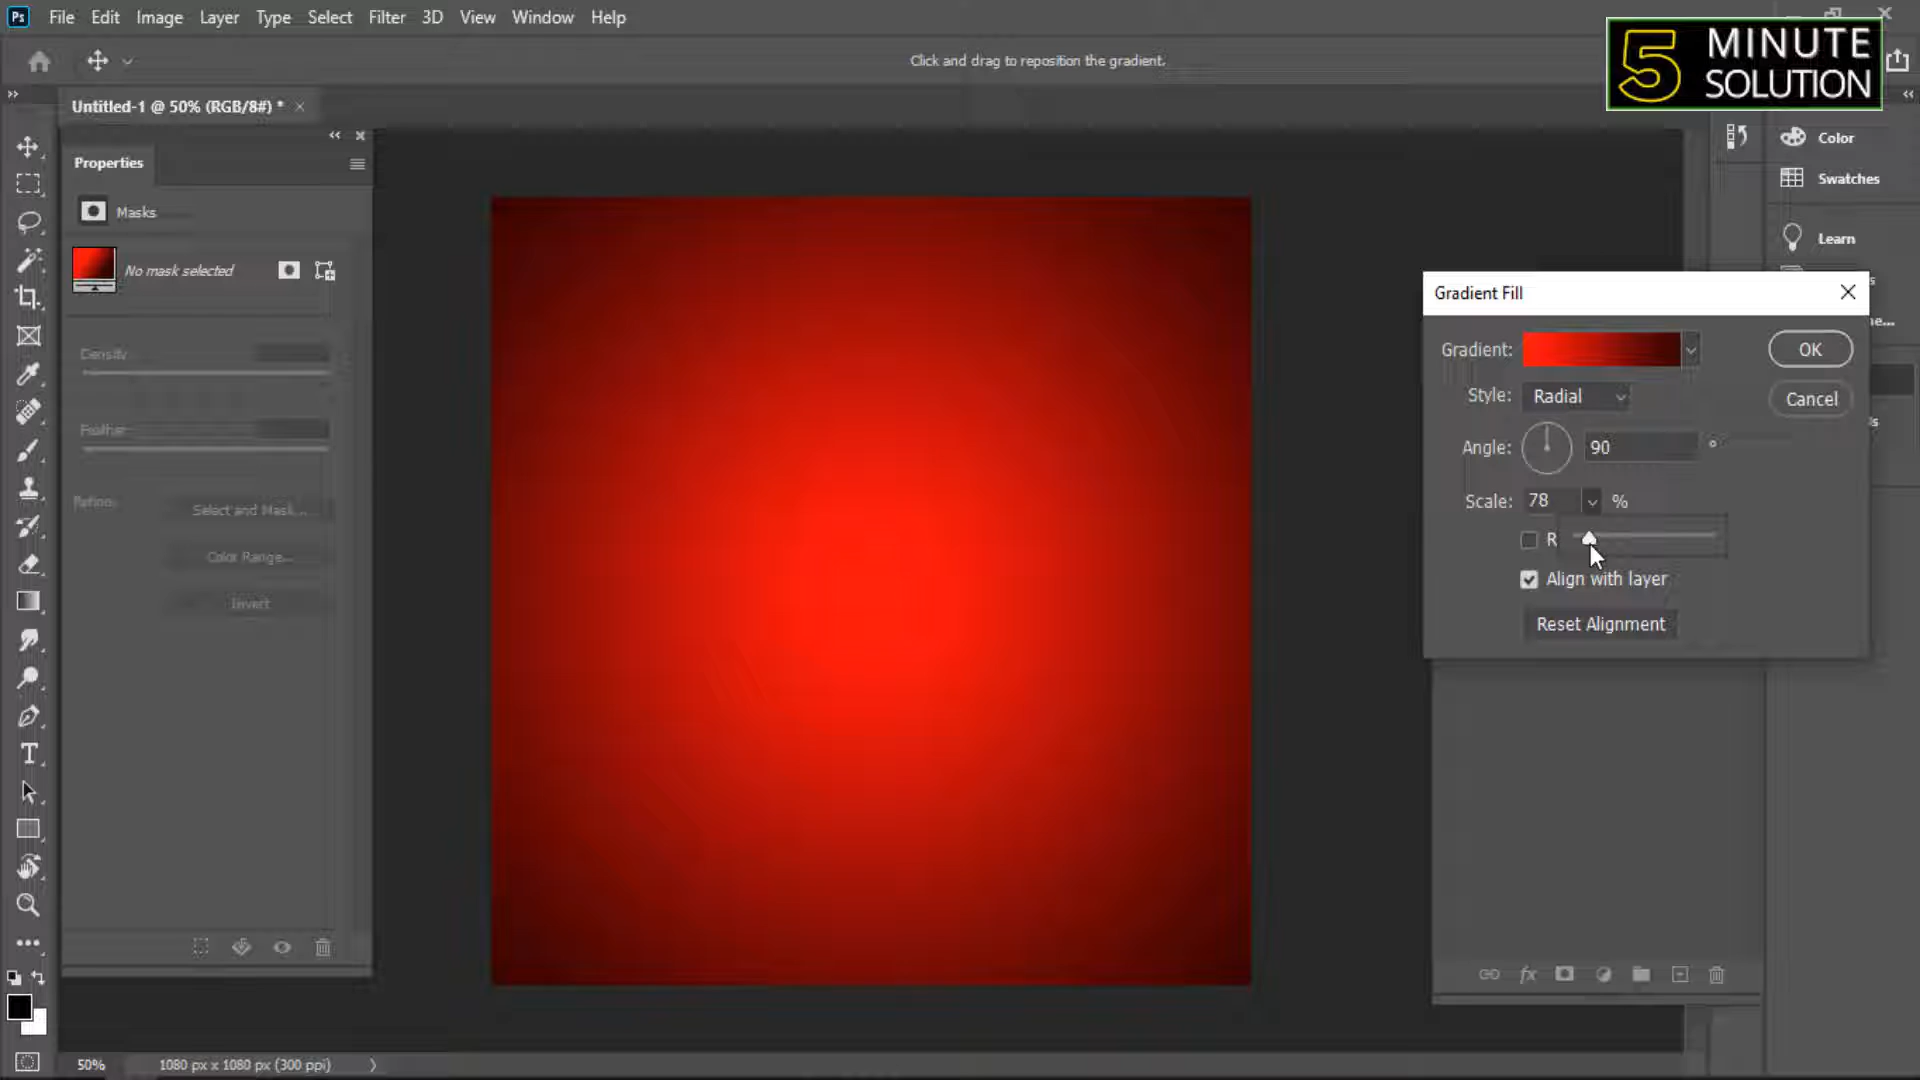 Ps File Edit Image Layer Type Select Filter 3D View Window Help
5 MINUTE SOLUTION
Click and drag to reposition the gradient.
Untitled-1 @ 50% (RGB/8#) * ×
Properties
Masks
No mask selected
Density:
Feather:
Refine:
Select and Mask...
Color Range...
Invert
Color
Swatches
Learn
Gradient Fill
Gradient:
OK
Style: Radial
Cancel
Angle: 90 °
Scale: 78 %
R
Align with layer
Reset Alignment
fx
50% 1080 px x 1080 px (300 ppi)